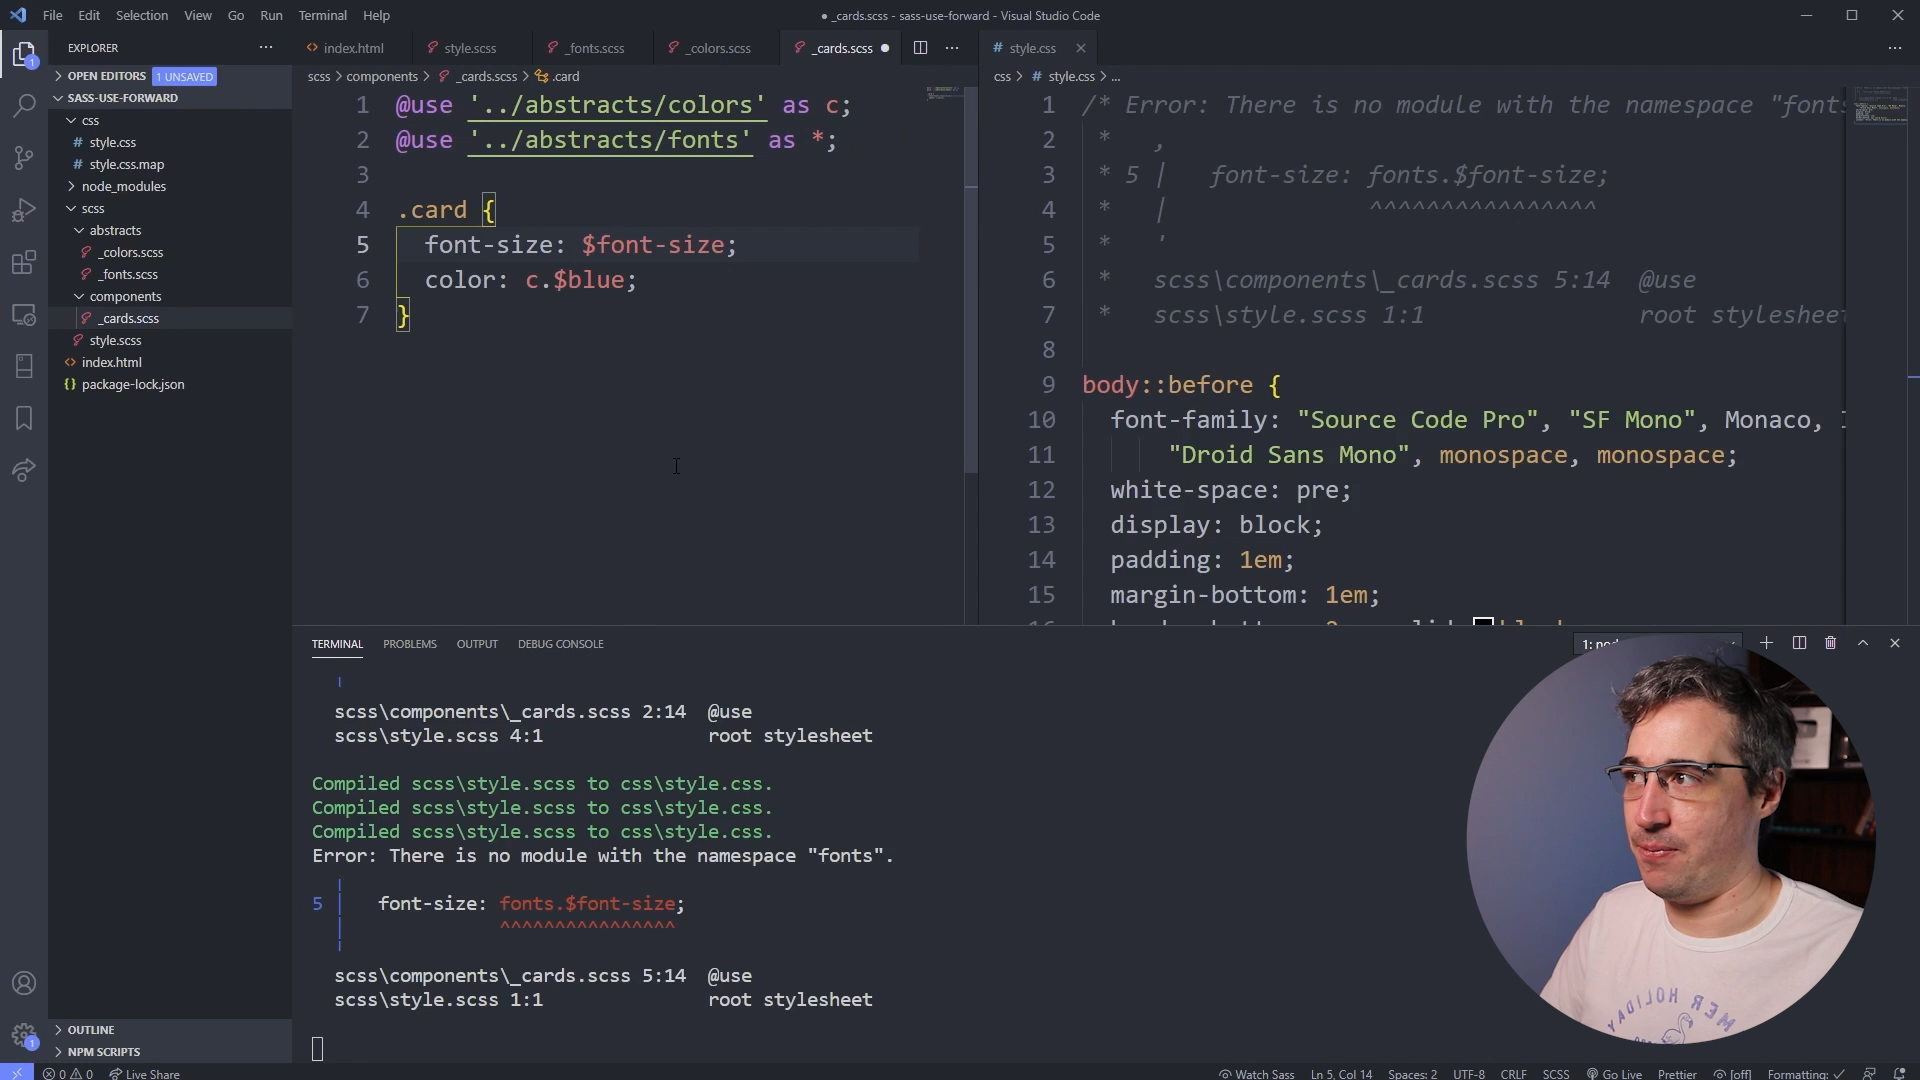 File Edit Selection View Go Run Terminal Help
● _cards.scss - sass-use-forward - Visual Studio Code
EXPLORER
OPEN EDITORS 1 UNSAVED
SASS-USE-FORWARD
css
style.css
style.css.map
node_modules
scss
abstracts
_colors.scss
_fonts.scss
components
_cards.scss
style.scss
index.html
package-lock.json
OUTLINE
NPM SCRIPTS
index.html style.scss _fonts.scss _colors.scss _cards.scss
scss > components > _cards.scss > .card
1 @use '../abstracts/colors' as c;
2 @use '../abstracts/fonts' as *;
3
4 .card {
5 font-size: $font-size;
6 color: c.$blue;
7 }
style.css
css > style.css > ...
1 /* Error: There is no module with the namespace "fonts
2 * ,
3 * 5 | font-size: fonts.$font-size;
4 * | ^^^^^^^^^^^^^^^^
5 * '
6 * scss\components\_cards.scss 5:14 @use
7 * scss\style.scss 1:1 root stylesheet
8
9 body::before {
10 font-family: "Source Code Pro", "SF Mono", Monaco,
11 "Droid Sans Mono", monospace, monospace;
12 white-space: pre;
13 display: block;
14 padding: 1em;
15 margin-bottom: 1em;
TERMINAL PROBLEMS OUTPUT DEBUG CONSOLE
scss\components\_cards.scss 2:14 @use
scss\style.scss 4:1 root stylesheet
Compiled scss\style.scss to css\style.css.
Compiled scss\style.scss to css\style.css.
Compiled scss\style.scss to css\style.css.
Error: There is no module with the namespace "fonts".
5 | font-size: fonts.$font-size;
^^^^^^^^^^^^^^^^
scss\components\_cards.scss 5:14 @use
scss\style.scss 1:1 root stylesheet
0 0 Live Share
Watch Sass Ln 5, Col 14 Spaces: 2 UTF-8 CRLF SCSS Go Live Prettier [off] Formatting: ✓